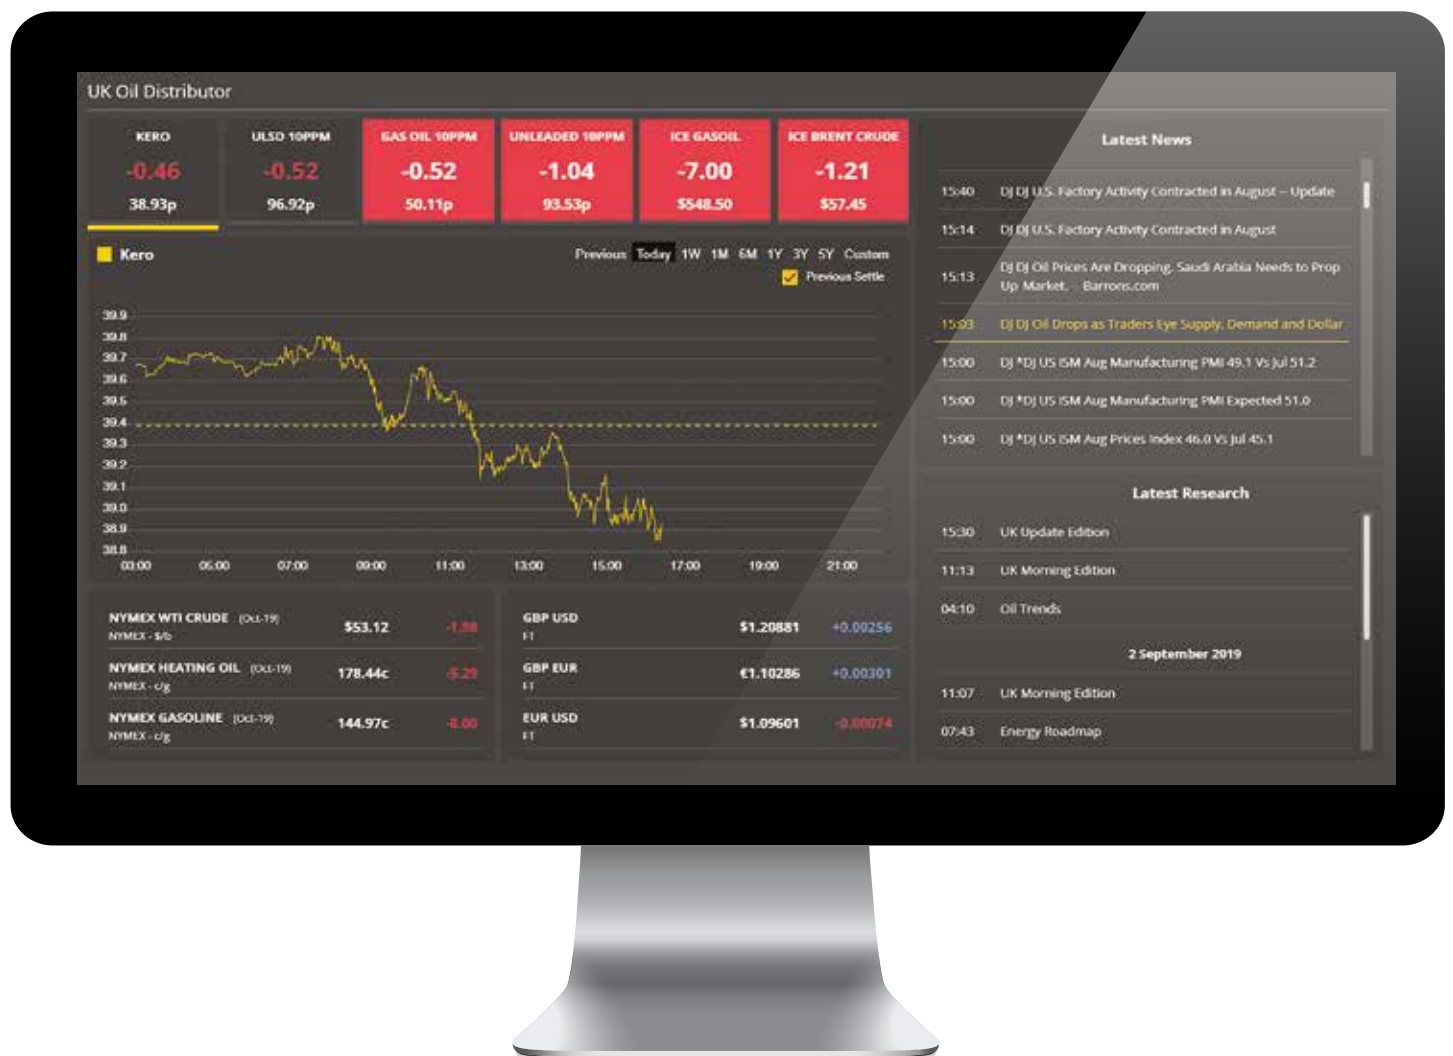 UK Oil Distributor
KERO
-0.46
38.93p
ULSD 10PPM
-0.52
96.92p
GAS OIL 10PPM
-0.52
50.11p
UNLEADED 10PPM
-1.04
93.53p
ICE GASOIL
-7.00
$548.50
ICE BRENT CRUDE
-1.21
$57.45
Kero
Previous Today 1W 1M 6M 1Y 3Y 5Y Custom
Previous Settle
39.9
39.8
39.7
39.6
39.5
39.4
39.3
39.2
39.1
39.0
38.9
38.8
03:00 05:00 07:00 09:00 11:00 13:00 15:00 17:00 19:00 21:00
NYMEX WTI CRUDE (Oct-19) $53.12 -1.98
NYMEX - $/b
NYMEX HEATING OIL (Oct-19) 178.44c -5.29
NYMEX - c/g
NYMEX GASOLINE (Oct-19) 144.97c -8.00
NYMEX - c/g
GBP USD $1.20881 +0.00256
FT
GBP EUR €1.10286 +0.00301
FT
EUR USD $1.09601 -0.00074
FT
Latest News
15:40 DJ DJ U.S. Factory Activity Contracted in August – Update
15:14 DJ DJ U.S. Factory Activity Contracted in August
15:13 DJ DJ Oil Prices Are Dropping. Saudi Arabia Needs to Prop
Up Market. Barrons.com
15:03 DJ DJ Oil Drops as Traders Eye Supply, Demand and Dollar
15:00 DJ *DJ US ISM Aug Manufacturing PMI 49.1 Vs Jul 51.2
15:00 DJ *DJ US ISM Aug Manufacturing PMI Expected 51.0
15:00 DJ *DJ US ISM Aug Prices Index 46.0 Vs Jul 45.1
Latest Research
15:30 UK Update Edition
11:13 UK Morning Edition
04:10 Oil Trends
2 September 2019
11:07 UK Morning Edition
07:43 Energy Roadmap